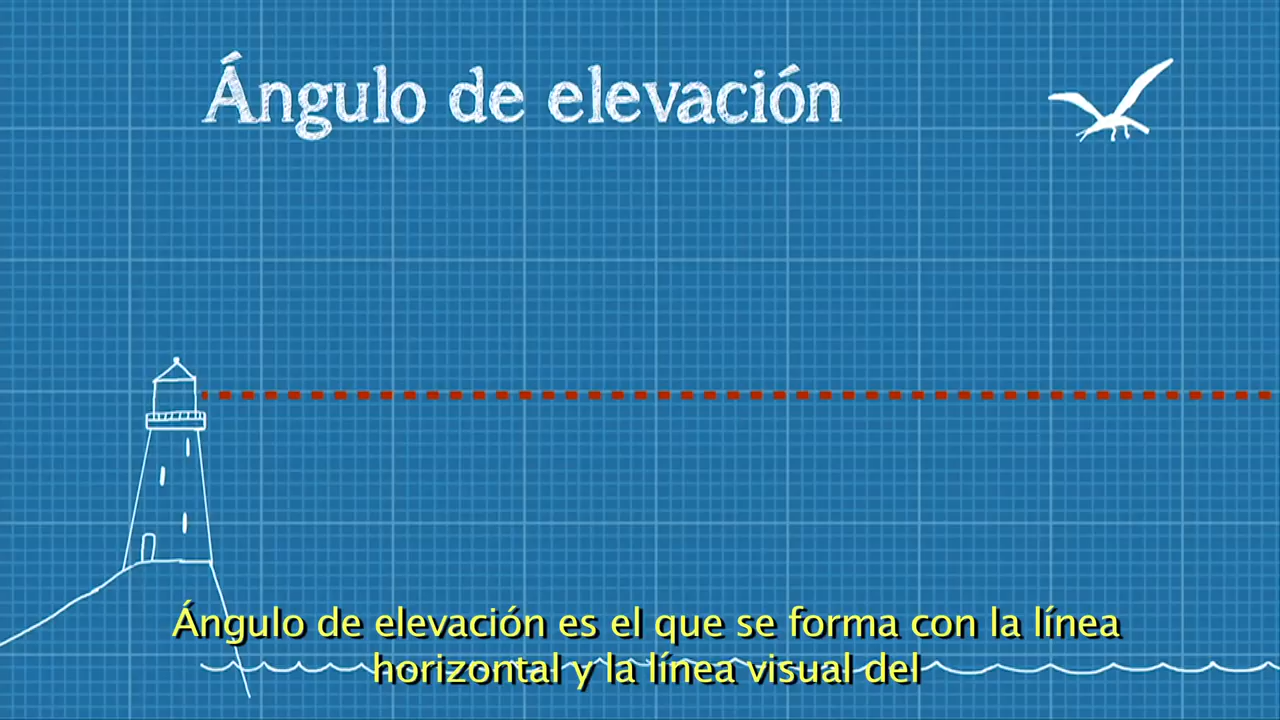 Ángulo de elevación
Ángulo de elevación es el que se forma con la línea
horizontal y la línea visual del